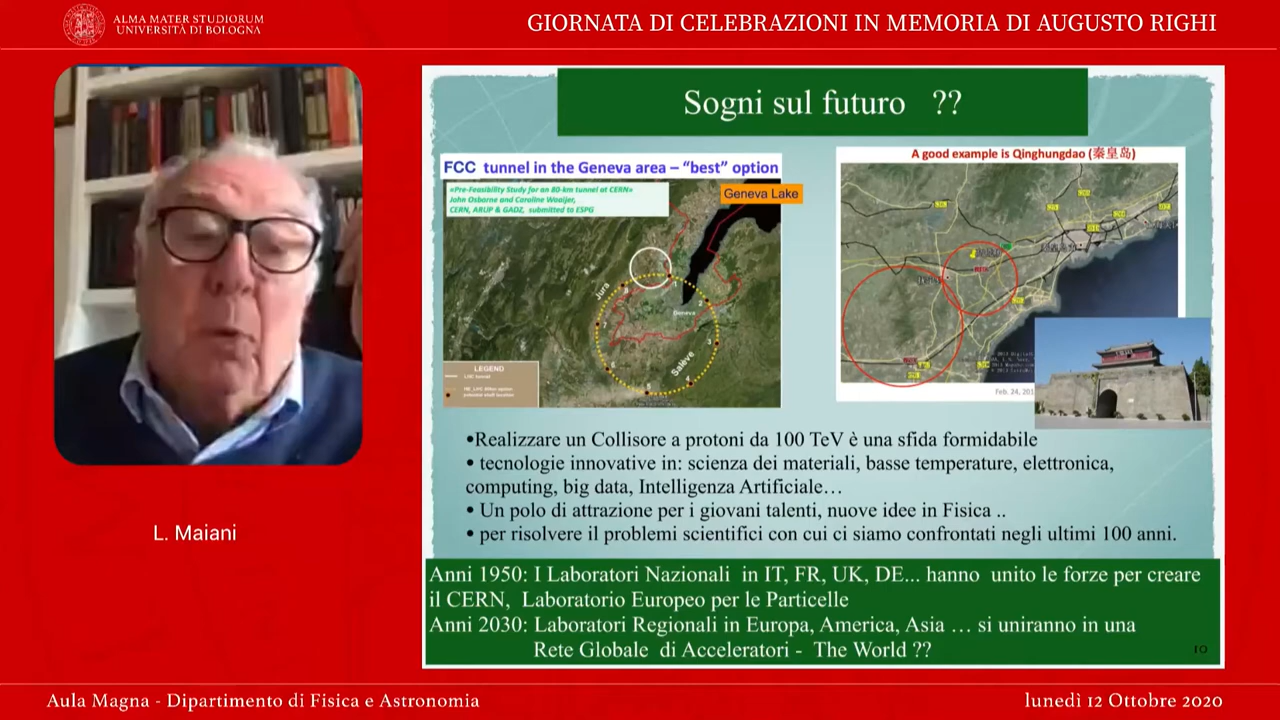 ALMA MATER STUDIORUM
UNIVERSITÀ DI BOLOGNA
GIORNATA DI CELEBRAZIONI IN MEMORIA DI AUGUSTO RIGHI
Sogni sul futuro ??
FCC tunnel in the Geneva area – “best” option
«Pre-Feasibility Study for an 80-km tunnel at CERN»
John Osborne and Caroline Waaijer,
CERN, ARUP & GADZ, submitted to ESPG
Geneva Lake
Jura
Geneva
Salève
LEGEND
LHC tunnel
potential shaft location
A good example is Qinghungdao (秦皇岛)
Feb. 24, 201
•Realizzare un Collisore a protoni da 100 TeV è una sfida formidabile
• tecnologie innovative in: scienza dei materiali, basse temperature, elettronica,
computing, big data, Intelligenza Artificiale…
• Un polo di attrazione per i giovani talenti, nuove idee in Fisica ..
• per risolvere il problemi scientifici con cui ci siamo confrontati negli ultimi 100 anni.
Anni 1950: I Laboratori Nazionali in IT, FR, UK, DE... hanno unito le forze per creare
il CERN, Laboratorio Europeo per le Particelle
Anni 2030: Laboratori Regionali in Europa, America, Asia … si uniranno in una
Rete Globale di Acceleratori - The World ??
10
L. Maiani
Aula Magna - Dipartimento di Fisica e Astronomia
lunedì 12 Ottobre 2020